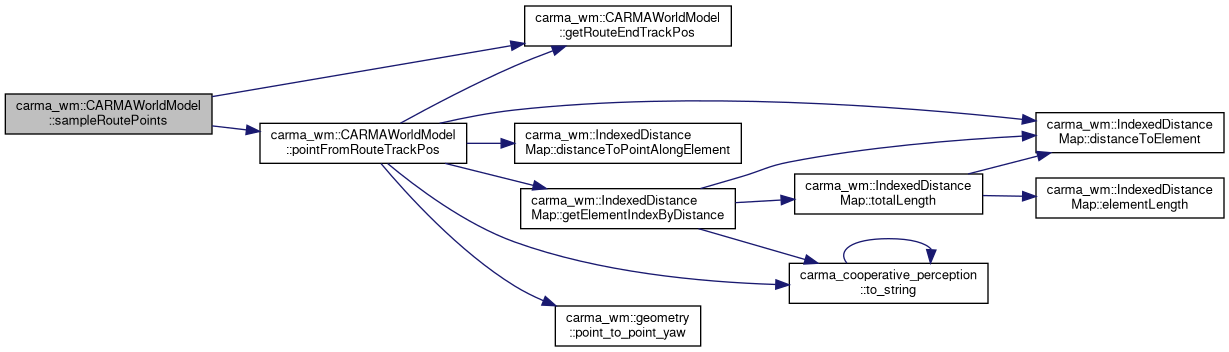 carma_wm::CARMAWorldModel
::sampleRoutePoints
carma_wm::CARMAWorldModel
::getRouteEndTrackPos
carma_wm::CARMAWorldModel
::pointFromRouteTrackPos
carma_wm::IndexedDistance
Map::distanceToPointAlongElement
carma_wm::IndexedDistance
Map::getElementIndexByDistance
carma_wm::geometry
::point_to_point_yaw
carma_wm::IndexedDistance
Map::totalLength
carma_cooperative_perception
::to_string
carma_wm::IndexedDistance
Map::distanceToElement
carma_wm::IndexedDistance
Map::elementLength